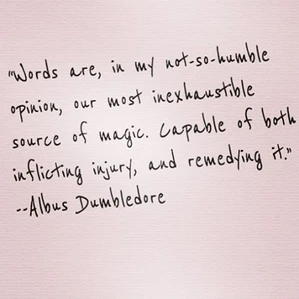 "Words are, in my not-so-humble
opinion, our most inexhaustible
source of magic. Capable of both
inflicting injury, and remedying it."
--Albus Dumbledore